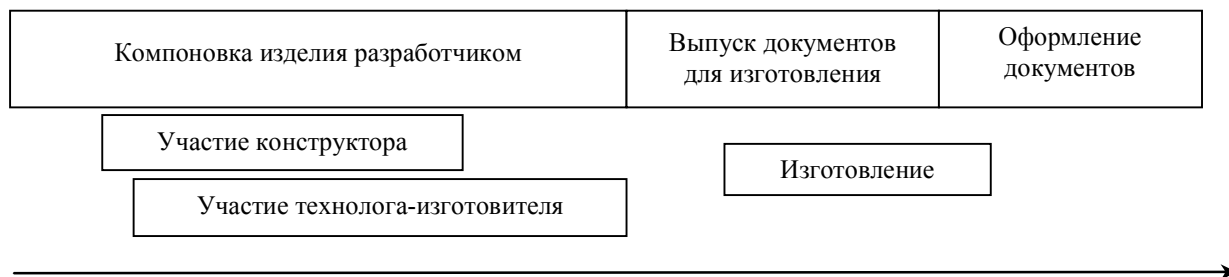 Компоновка изделия разработчиком
Выпуск документов
для изготовления
Оформление
документов
Участие конструктора
Изготовление
Участие технолога-изготовителя